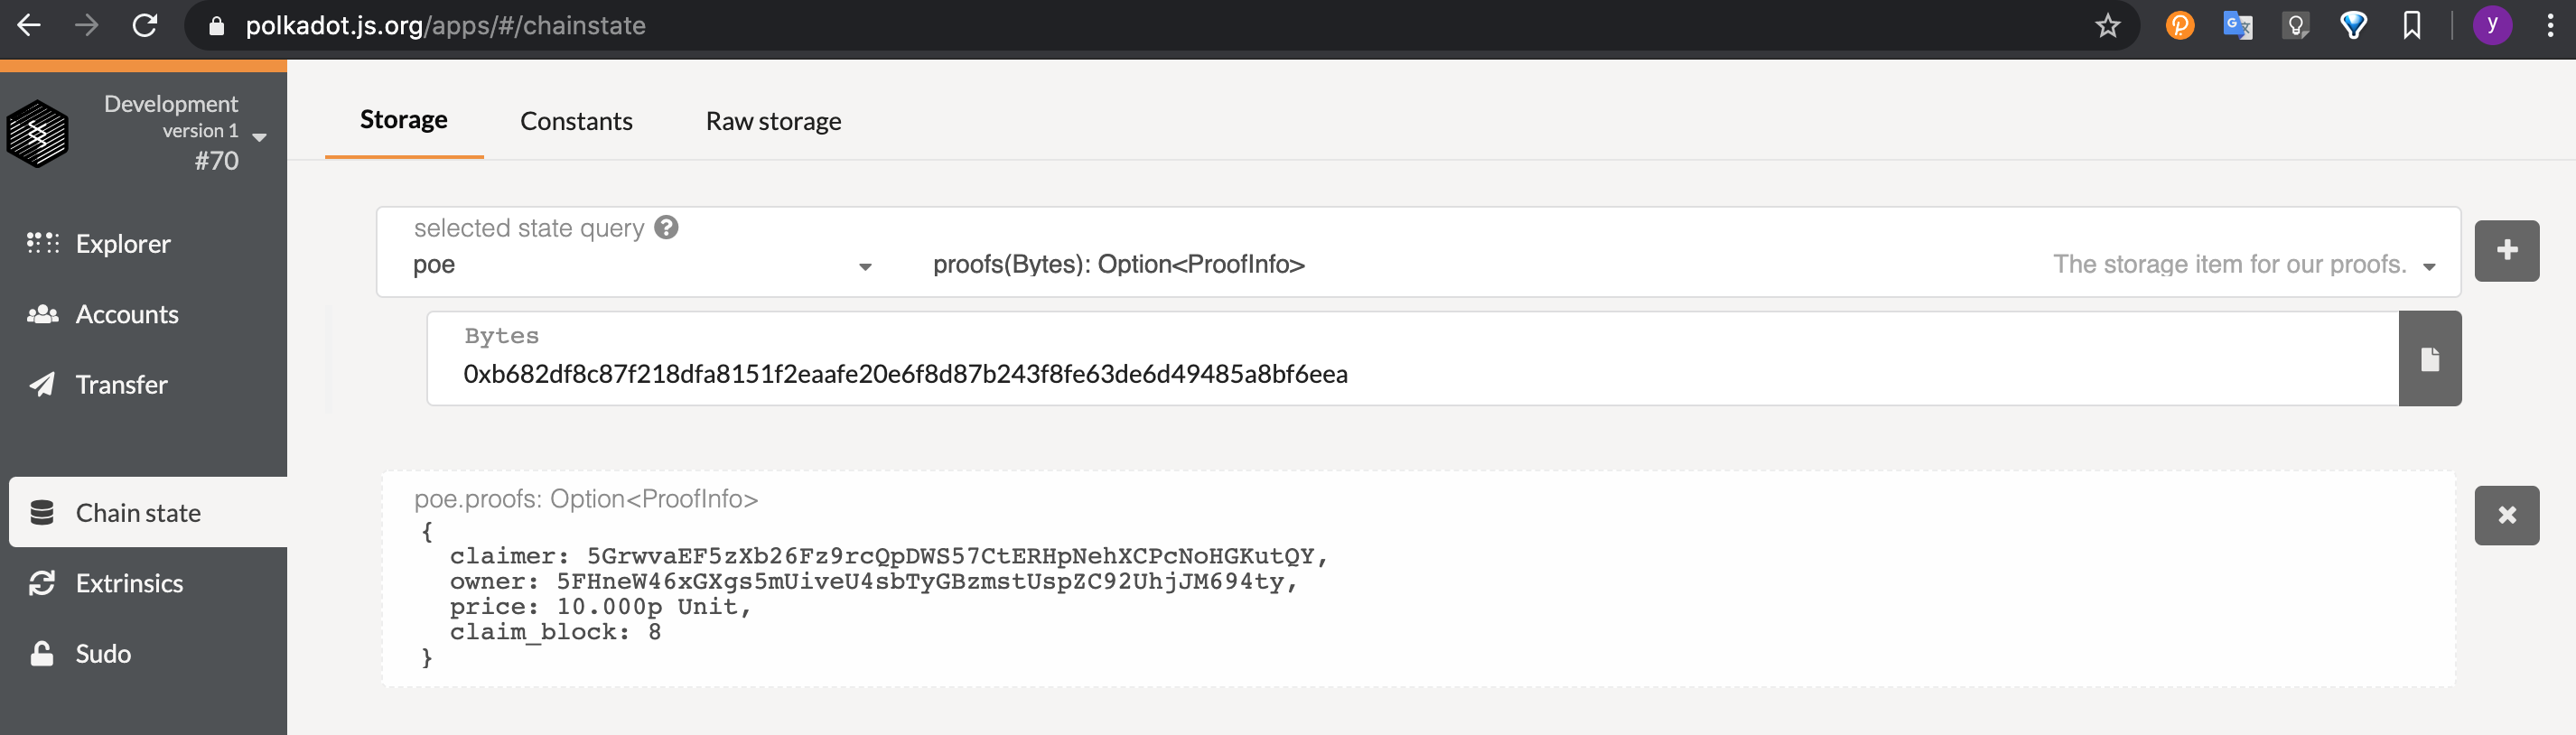 polkadot.js.org/apps/#/chainstate
y
Development
version 1
#70
Explorer
Accounts
Transfer
Chain state
Extrinsics
Sudo
Storage Constants Raw storage
selected state query ?
poe proofs(Bytes): Option<ProofInfo> The storage item for our proofs.
Bytes
0xb682df8c87f218dfa8151f2eaafe20e6f8d87b243f8fe63de6d49485a8bf6eea
poe.proofs: Option<ProofInfo>
{
claimer: 5GrwvaEF5zXb26Fz9rcQpDWS57CtERHpNehXCPcNoHGKutQY,
owner: 5FHneW46xGXgs5mUiveU4sbTyGBzmstUspZC92UhjJM694ty,
price: 10.000p Unit,
claim_block: 8
}